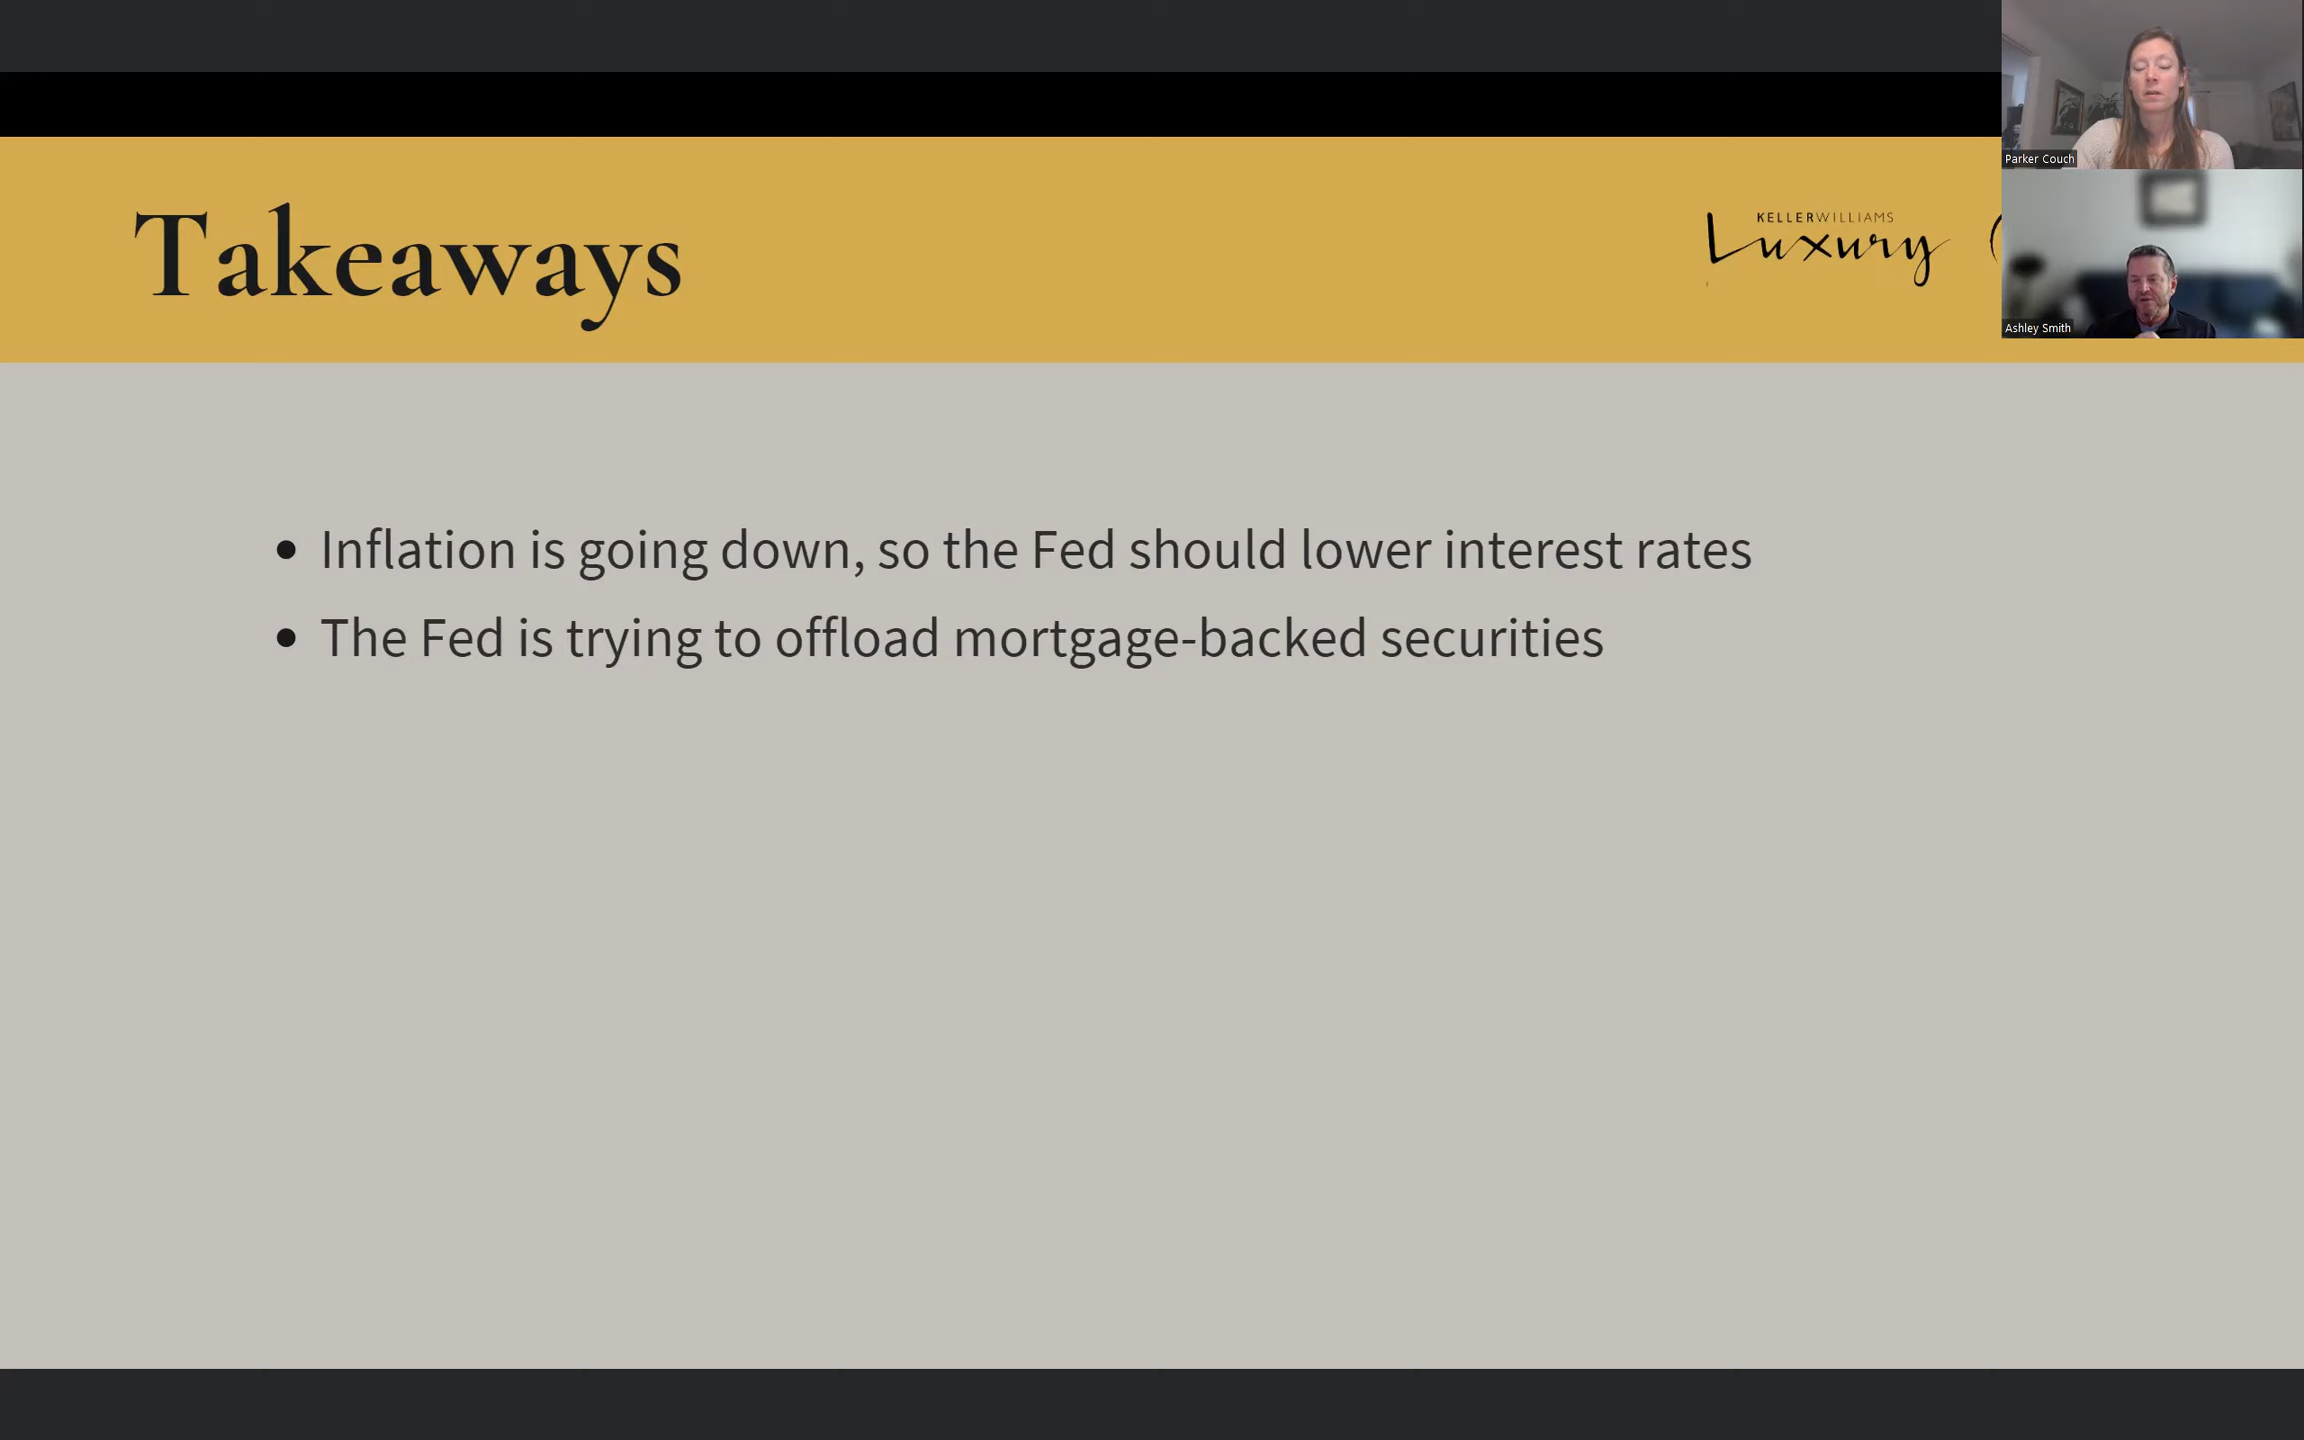 Takeaways
KELLERWILLIAMS
Luxury
Parker Couch
Ashley Smith
• Inflation is going down, so the Fed should lower interest rates
• The Fed is trying to offload mortgage-backed securities